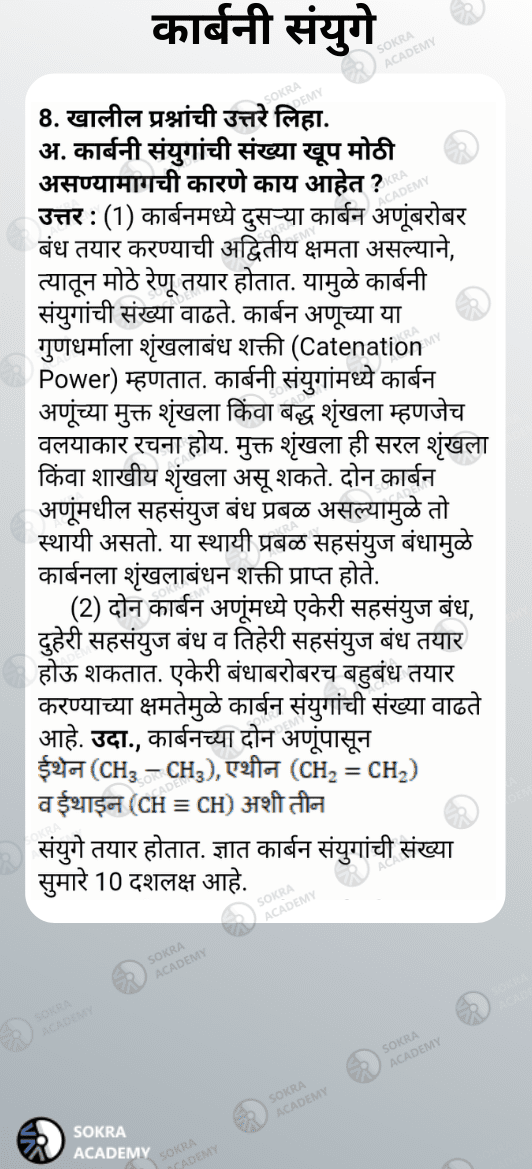 कार्बनी संयुगे
8. खालील प्रश्नांची उत्तरे लिहा.
अ. कार्बनी संयुगांची संख्या खूप मोठी
असण्यामागची कारणे काय आहेत ?
उत्तर : (1) कार्बनमध्ये दुसऱ्या कार्बन अणूंबरोबर
बंध तयार करण्याची अद्वितीय क्षमता असल्याने,
त्यातून मोठे रेणू तयार होतात. यामुळे कार्बनी
संयुगांची संख्या वाढते. कार्बन अणूच्या या
गुणधर्माला शृंखलाबंध शक्ती (Catenation
Power) म्हणतात. कार्बनी संयुगांमध्ये कार्बन
अणूंच्या मुक्त शृंखला किंवा बद्ध शृंखला म्हणजेच
वलयाकार रचना होय. मुक्त शृंखला ही सरल शृंखला
किंवा शाखीय शृंखला असू शकते. दोन कार्बन
अणूंमधील सहसंयुज बंध प्रबळ असल्यामुळे तो
स्थायी असतो. या स्थायी प्रबळ सहसंयुज बंधामुळे
कार्बनला शृंखलाबंधन शक्ती प्राप्त होते.
(2) दोन कार्बन अणूंमध्ये एकेरी सहसंयुज बंध,
दुहेरी सहसंयुज बंध व तिहेरी सहसंयुज बंध तयार
होऊ शकतात. एकेरी बंधाबरोबरच बहुबंध तयार
करण्याच्या क्षमतेमुळे कार्बन संयुगांची संख्या वाढते
आहे. उदा., कार्बनच्या दोन अणूंपासून
ईथेन (CH₃ − CH₃), एथीन (CH₂ = CH₂)
व ईथाइन (CH ≡ CH) अशी तीन
संयुगे तयार होतात. ज्ञात कार्बन संयुगांची संख्या
सुमारे 10 दशलक्ष आहे.
SOKRA
ACADEMY